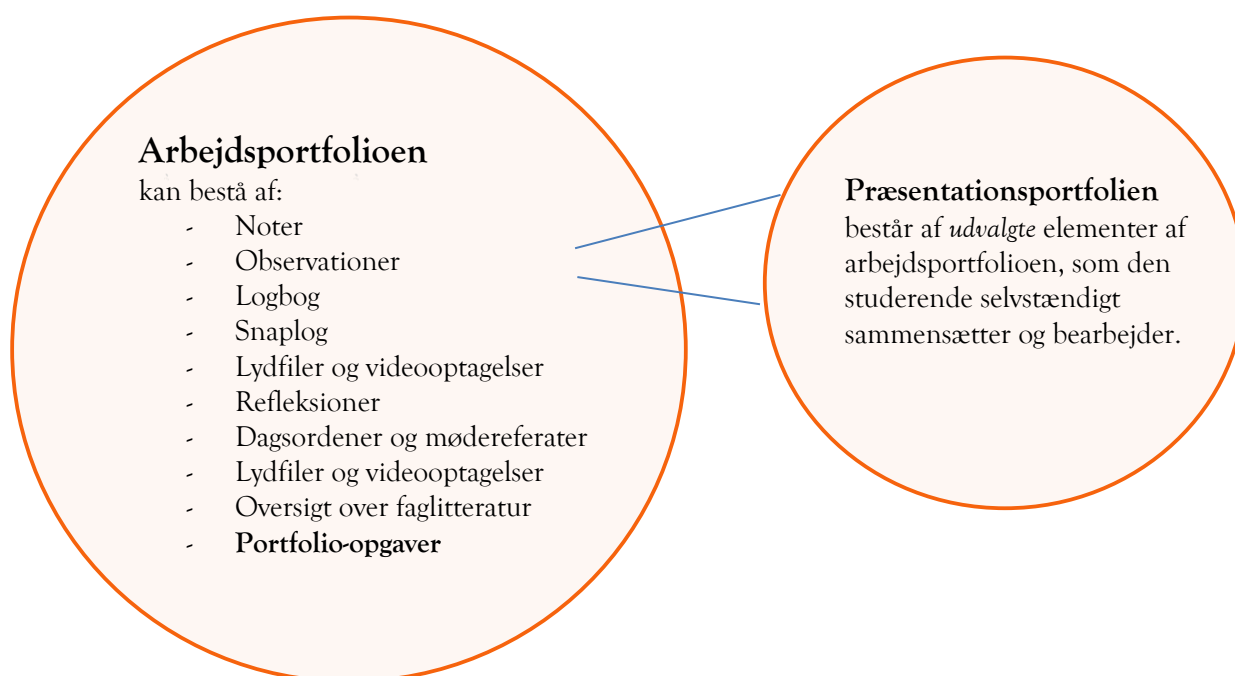 Arbejdsportfolioen
kan bestå af:
- Noter
- Observationer
- Logbog
- Snaplog
- Lydfiler og videooptagelser
- Refleksioner
- Dagsordener og mødereferater
- Lydfiler og videooptagelser
- Oversigt over faglitteratur
- Portfolio-opgaver
Præsentationsportfolien
består af udvalgte elementer af
arbejdsportfolioen, som den
studerende selvstændigt
sammensætter og bearbejder.